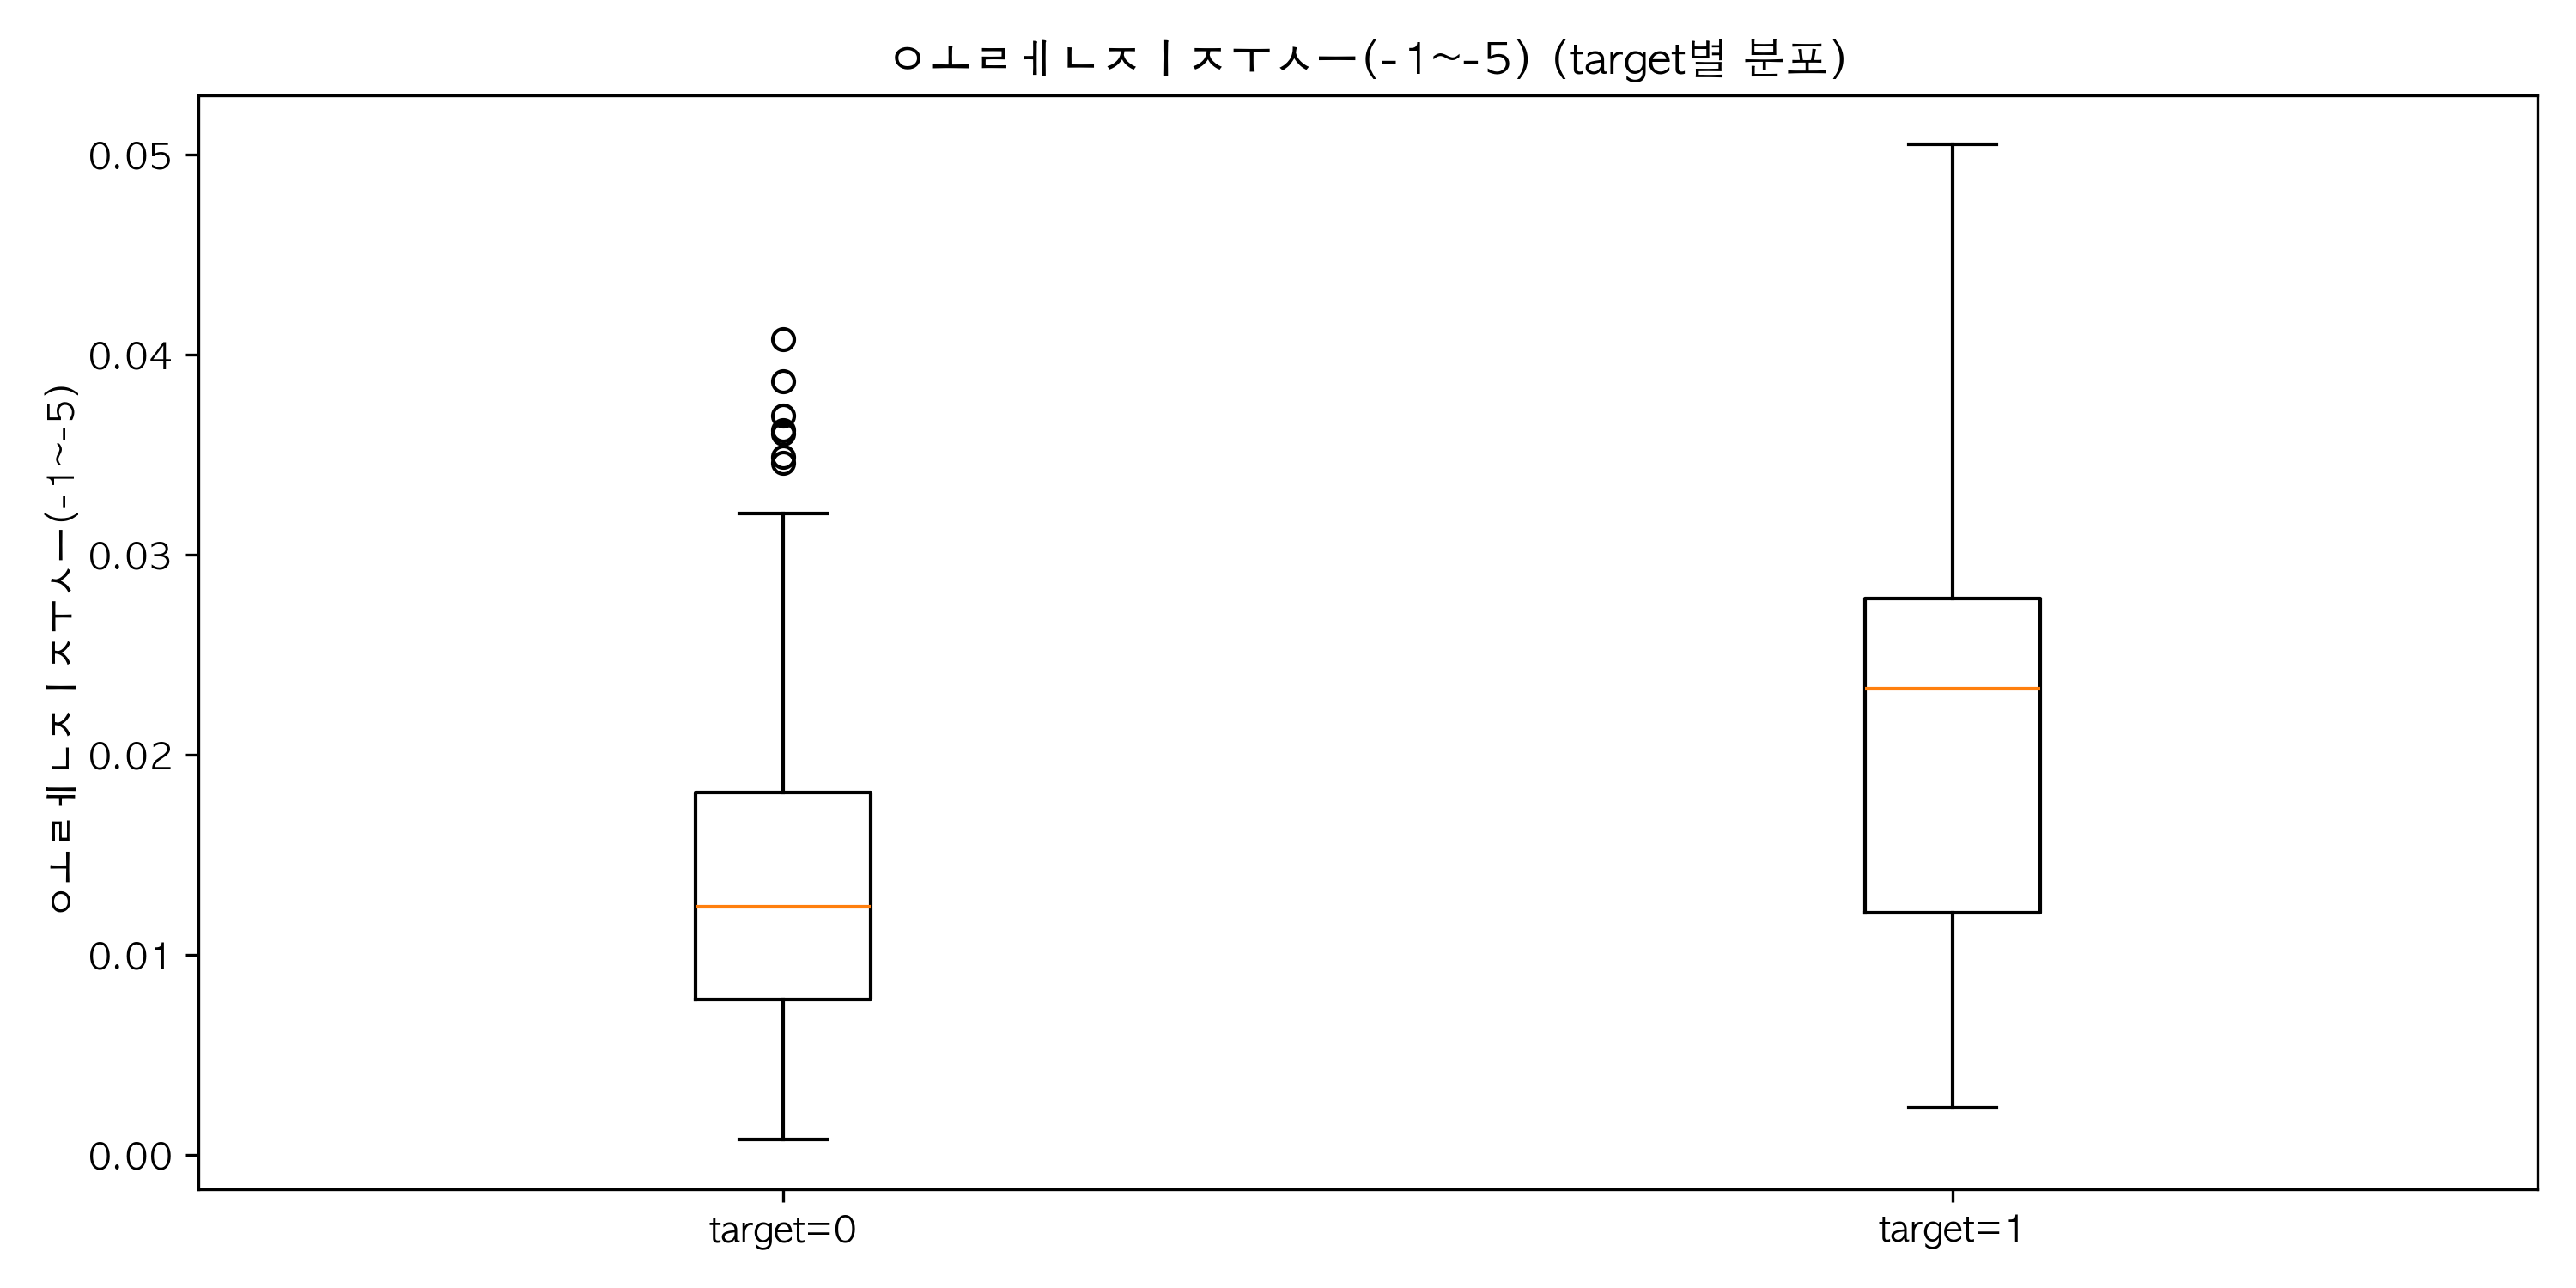 ㅇㅗㄹㅔㄴㅈㅣㅈㅜㅅㅡ(-1~-5) (target별 분포)
ㅇㅗㄹㅔㄴㅈㅣㅈㅜㅅㅡ(-1~-5)
0.05
0.04
0.03
0.02
0.01
0.00
target=0
target=1